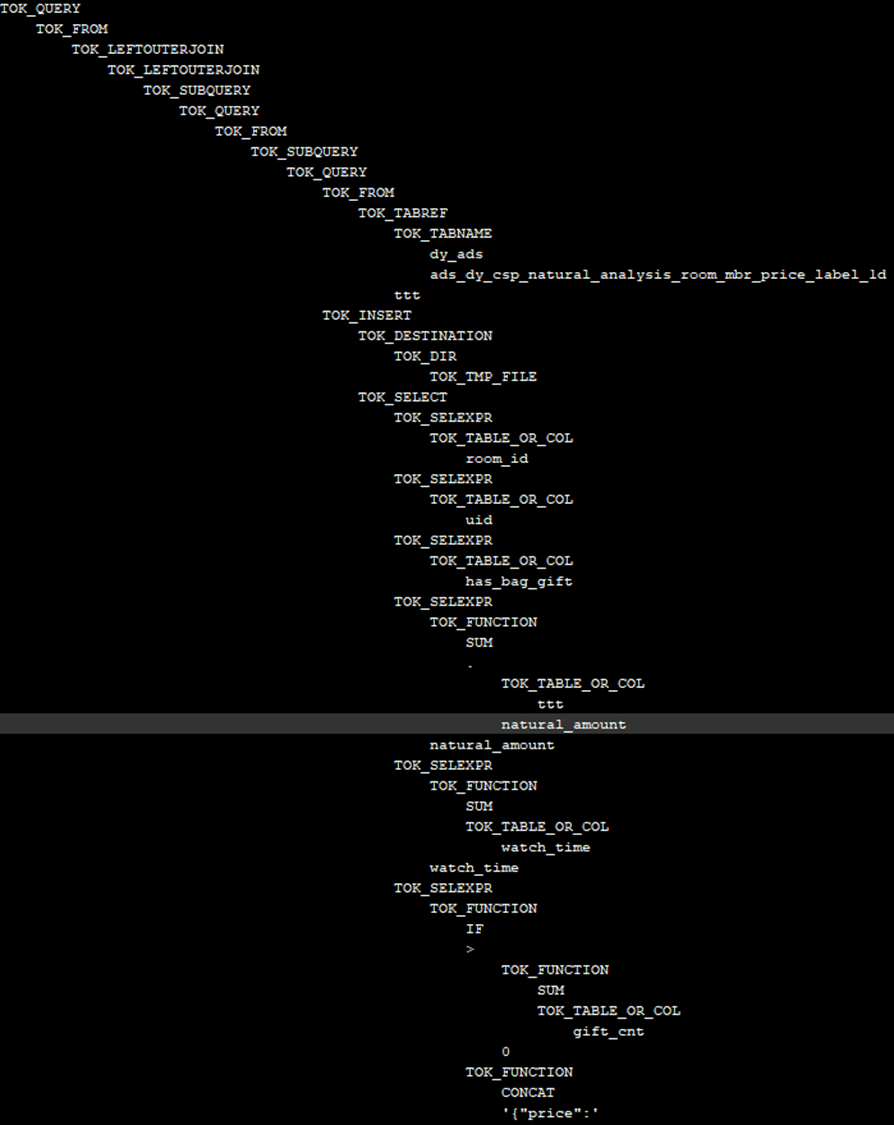 TOK_QUERY
TOK_FROM
TOK_LEFTOUTERJOIN
TOK_LEFTOUTERJOIN
TOK_SUBQUERY
TOK_QUERY
TOK_FROM
TOK_SUBQUERY
TOK_QUERY
TOK_FROM
TOK_TABREF
TOK_TABNAME
dy_ads
ads_dy_csp_natural_analysis_room_mbr_price_label_1d
ttt
TOK_INSERT
TOK_DESTINATION
TOK_DIR
TOK_TMP_FILE
TOK_SELECT
TOK_SELEXPR
TOK_TABLE_OR_COL
room_id
TOK_SELEXPR
TOK_TABLE_OR_COL
uid
TOK_SELEXPR
TOK_TABLE_OR_COL
has_bag_gift
TOK_SELEXPR
TOK_FUNCTION
SUM
.
TOK_TABLE_OR_COL
ttt
natural_amount
natural_amount
TOK_SELEXPR
TOK_FUNCTION
SUM
TOK_TABLE_OR_COL
watch_time
watch_time
TOK_SELEXPR
TOK_FUNCTION
IF
>
TOK_FUNCTION
SUM
TOK_TABLE_OR_COL
gift_cnt
0
TOK_FUNCTION
CONCAT
'{"price":'